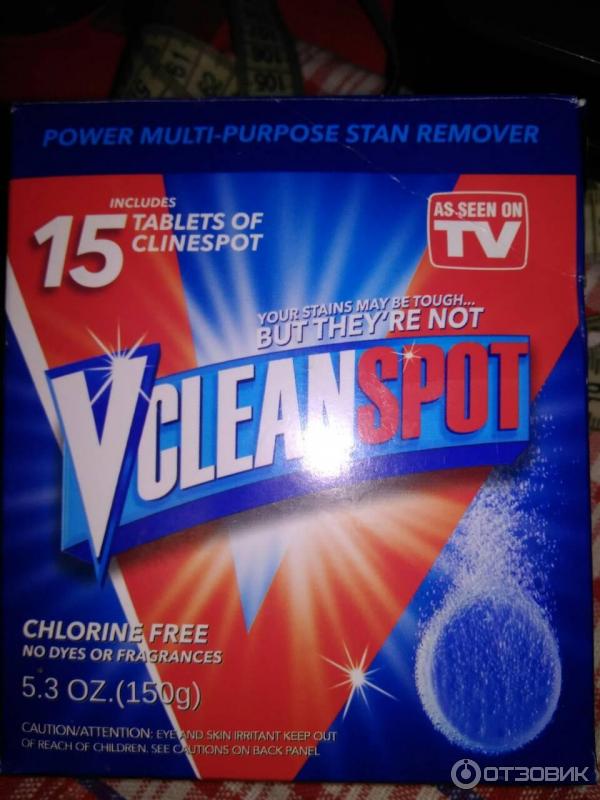 POWER MULTI-PURPOSE STAN REMOVER
INCLUDES
15 TABLETS OF
CLINESPOT
AS SEEN ON
TV
YOUR STAINS MAY BE TOUGH...
BUT THEY'RE NOT
VCLEANSPOT
CHLORINE FREE
NO DYES OR FRAGRANCES
5.3 OZ.(150g)
CAUTION/ATTENTION: EYE AND SKIN IRRITANT KEEP OUT
OF REACH OF CHILDREN. SEE CAUTIONS ON BACK PANEL
ОТЗОВИК